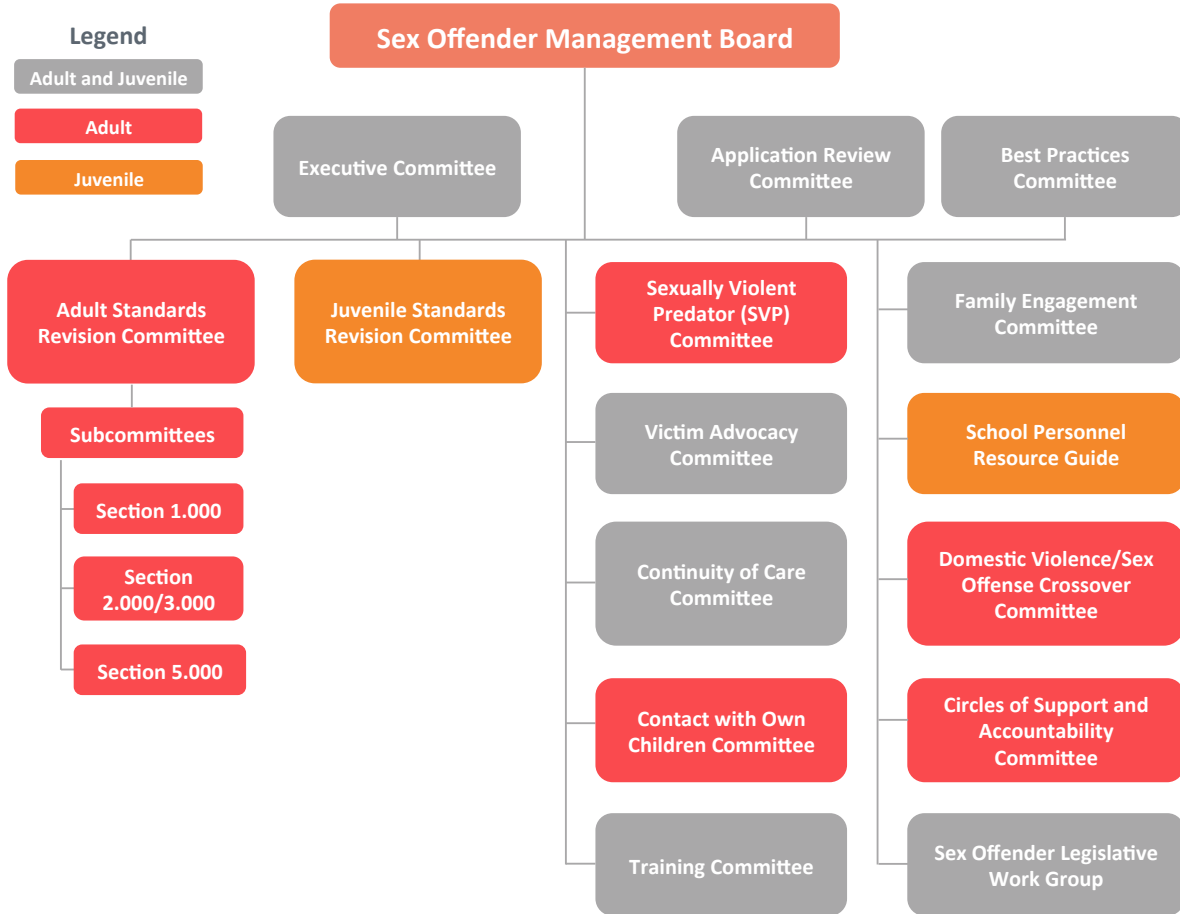 Legend
Adult and Juvenile
Adult
Juvenile
Sex Offender Management Board
Executive Committee
Application Review
Committee
Best Practices
Committee
Adult Standards
Revision Committee
Juvenile Standards
Revision Committee
Subcommittees
Section 1.000
Section
2.000/3.000
Section 5.000
Sexually Violent
Predator (SVP)
Committee
Victim Advocacy
Committee
Continuity of Care
Committee
Contact with Own
Children Committee
Training Committee
Family Engagement
Committee
School Personnel
Resource Guide
Domestic Violence/Sex
Offense Crossover
Committee
Circles of Support and
Accountability
Committee
Sex Offender Legislative
Work Group